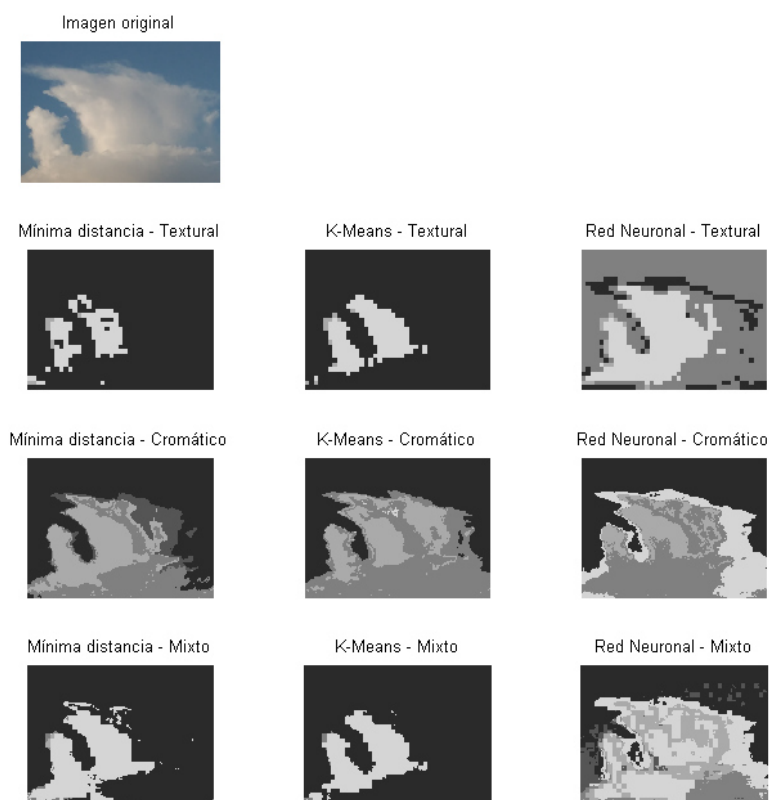 Imagen original
Mínima distancia - Textural
K-Means - Textural
Red Neuronal - Textural
Mínima distancia - Cromático
K-Means - Cromático
Red Neuronal - Cromático
Mínima distancia - Mixto
K-Means - Mixto
Red Neuronal - Mixto